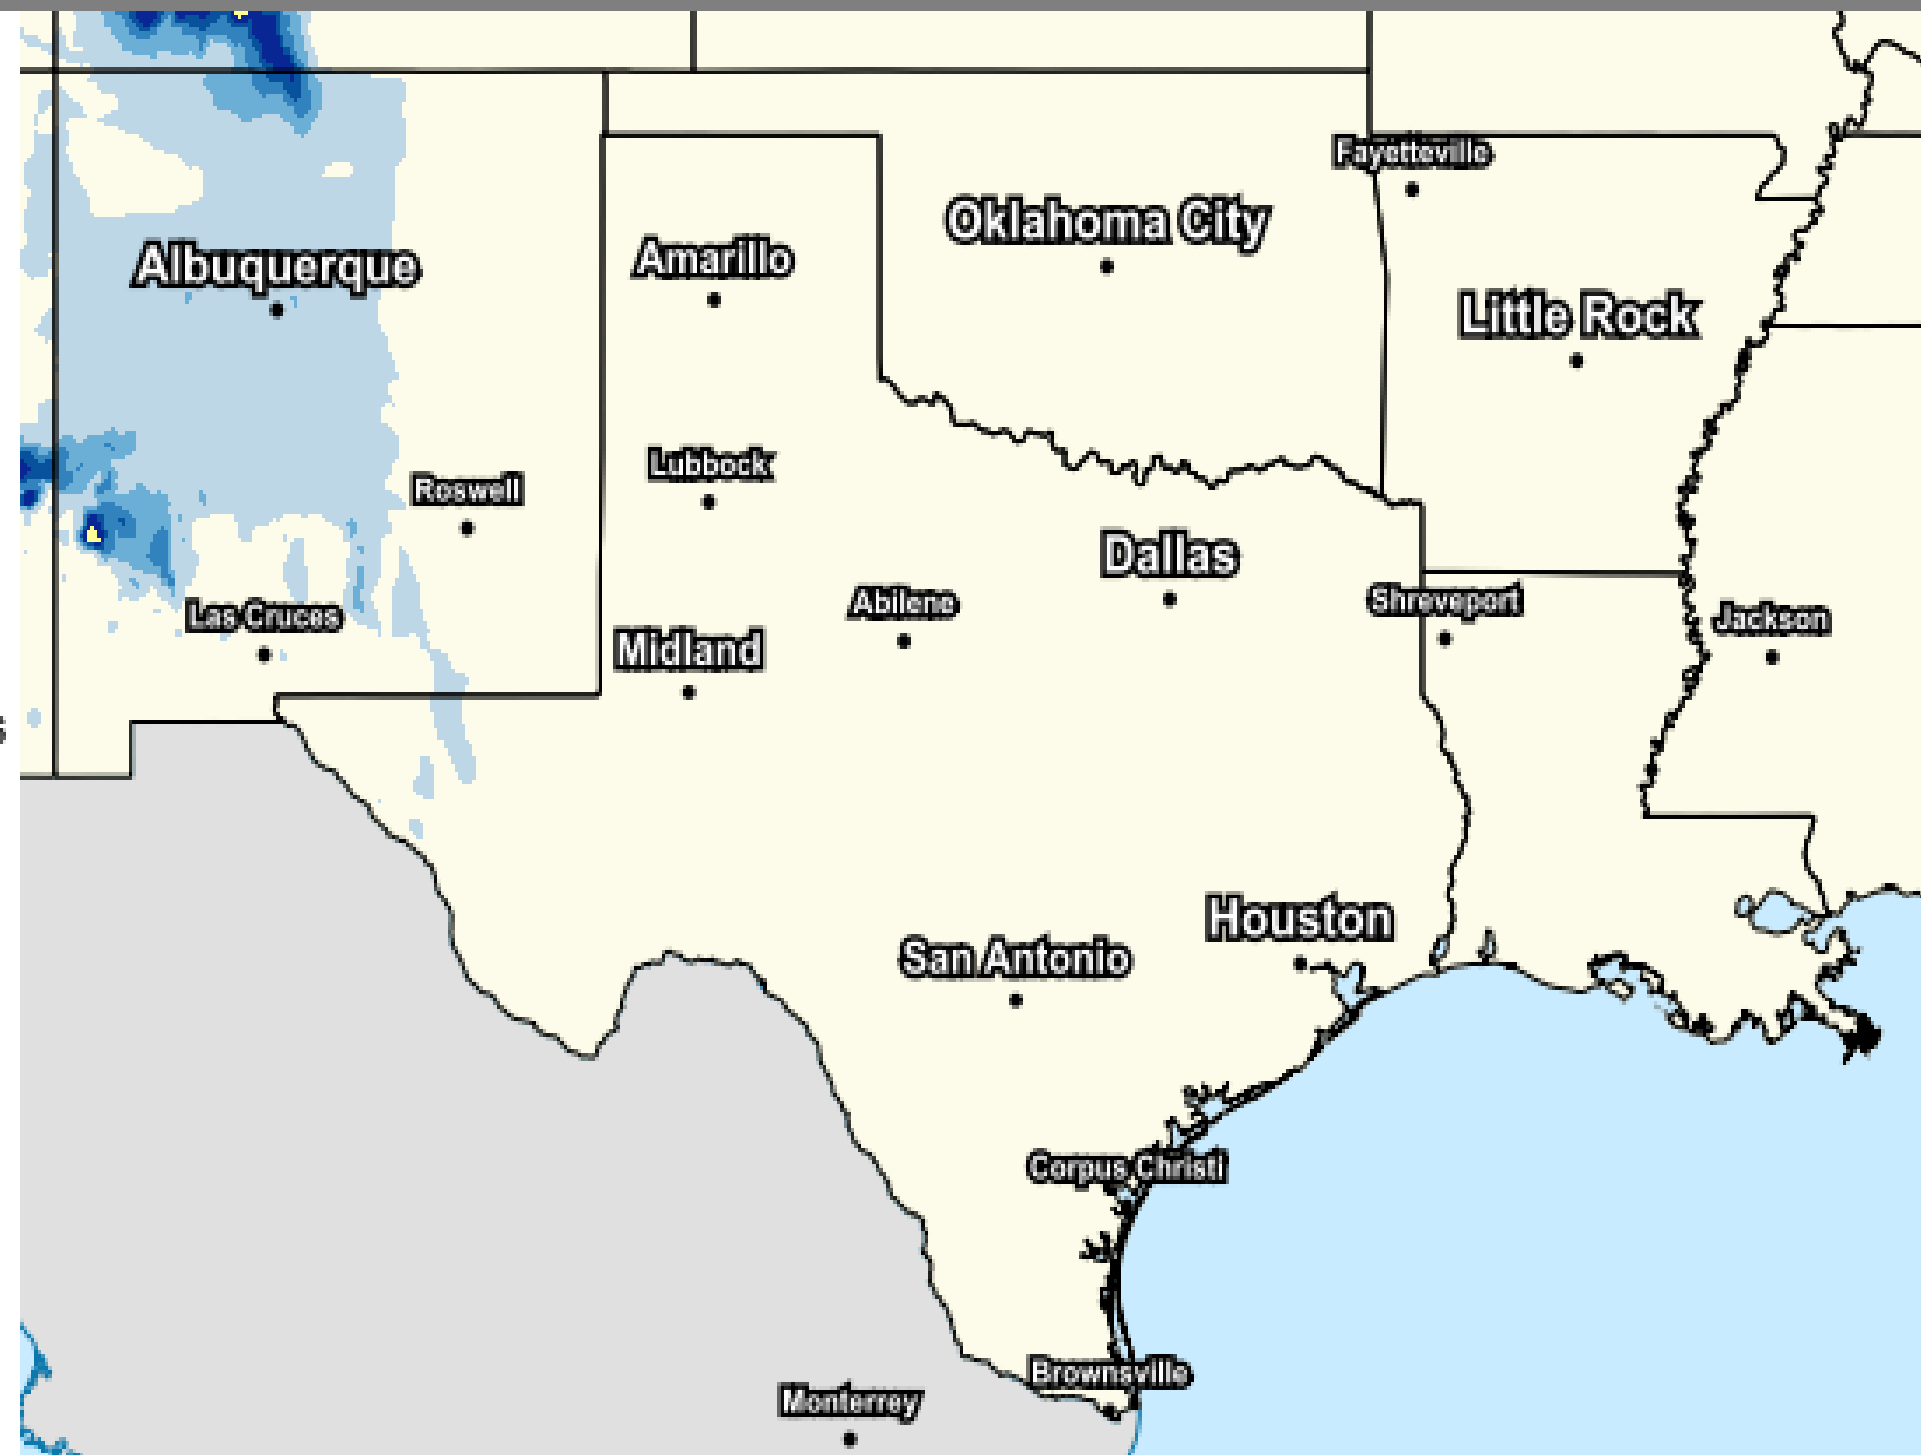 Fayetteville
Oklahoma City
Albuquerque
Amarillo
Little Rock
Lubbock
Roswell
Dallas
Abilene
Shreveport
Las Cruces
Jackson
Midland
s
Houston
San Antonio
Corpus Christi
Brownsville
Monterrey